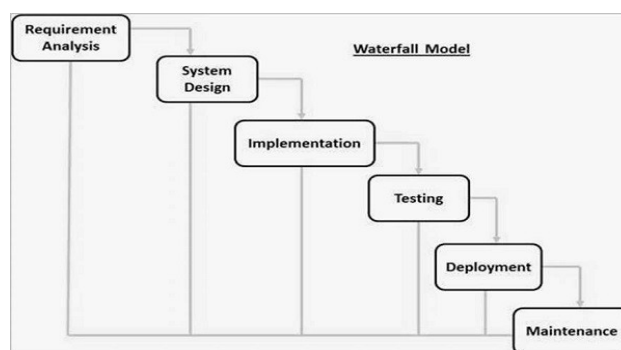 Requirement
Analysis
Waterfall Model
System
Design
Implementation
Testing
Deployment
Maintenance